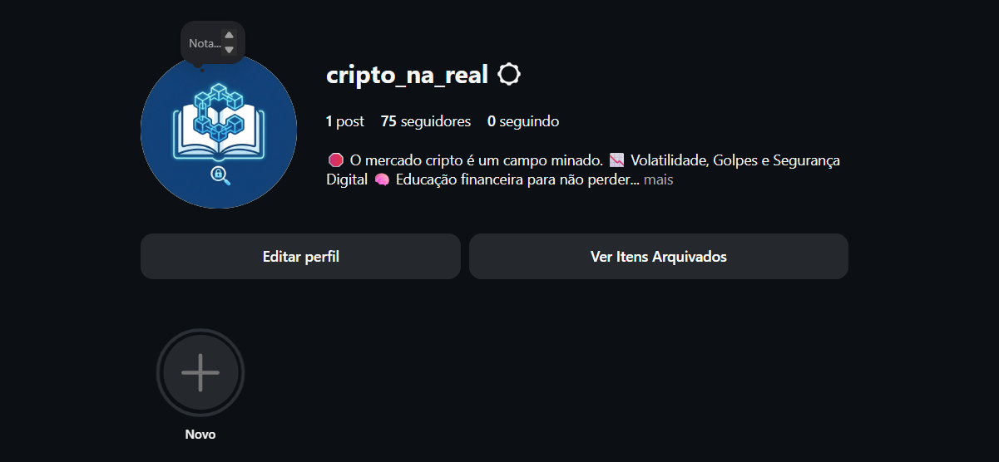 Nota...
cripto_na_real
1 post 75 seguidores 0 seguindo
🛑 O mercado cripto é um campo minado. 📉 Volatilidade, Golpes e Segurança
Digital 🧠 Educação financeira para não perder... mais
Editar perfil
Ver Itens Arquivados
Novo